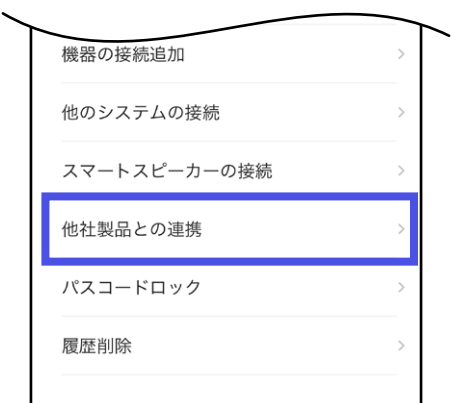 機器の接続追加
他のシステムの接続
スマートスピーカーの接続
他社製品との連携
パスコードロック
履歴削除